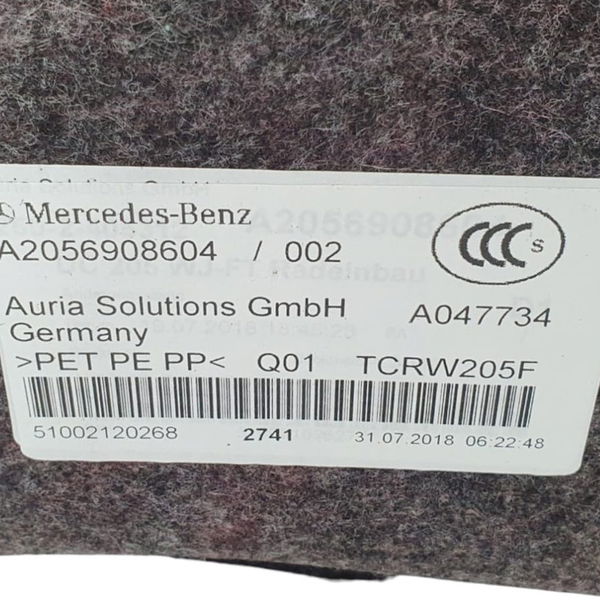 Mercedes-Benz
A2056908604 / 002
CCC S
Auria Solutions GmbH A047734
Germany
>PET PE PP< Q01 TCRW205F
51002120268 2741 31.07.2018 06:22:48